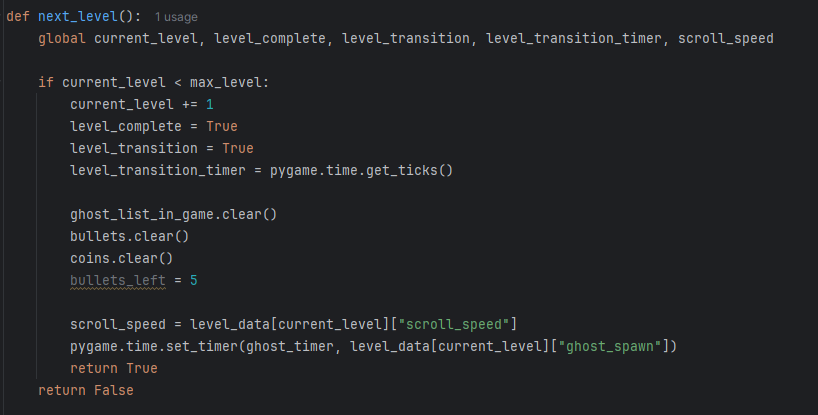 def next_level():  1 usage
    global current_level, level_complete, level_transition, level_transition_timer, scroll_speed

    if current_level < max_level:
        current_level += 1
        level_complete = True
        level_transition = True
        level_transition_timer = pygame.time.get_ticks()

        ghost_list_in_game.clear()
        bullets.clear()
        coins.clear()
        bullets_left = 5

        scroll_speed = level_data[current_level]["scroll_speed"]
        pygame.time.set_timer(ghost_timer, level_data[current_level]["ghost_spawn"])
        return True
    return False